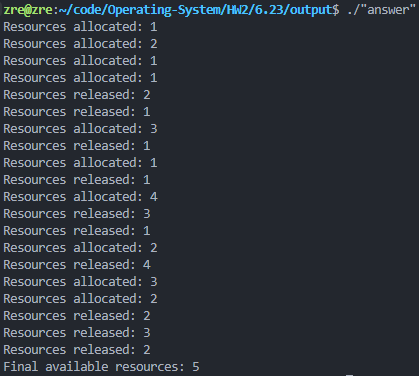 zre@zre:~/code/Operating-System/HW2/6.23/output$ ./"answer"
Resources allocated: 1
Resources allocated: 2
Resources allocated: 1
Resources allocated: 1
Resources released: 2
Resources released: 1
Resources allocated: 3
Resources released: 1
Resources allocated: 1
Resources released: 1
Resources allocated: 4
Resources released: 3
Resources released: 1
Resources allocated: 2
Resources released: 4
Resources allocated: 3
Resources allocated: 2
Resources released: 2
Resources released: 3
Resources released: 2
Final available resources: 5